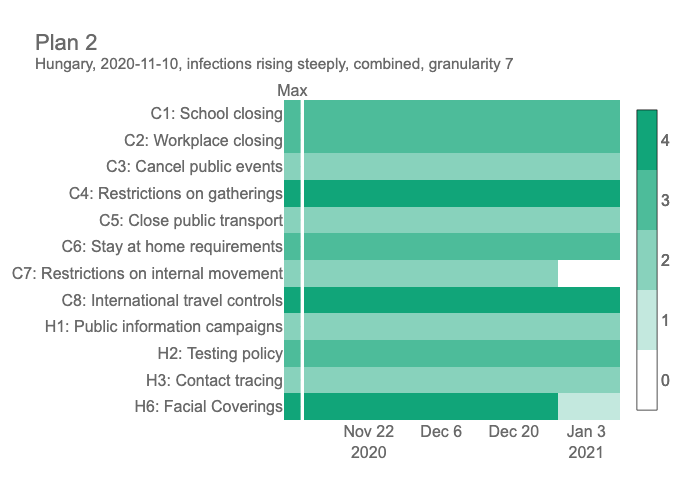 Plan 2
Hungary, 2020-11-10, infections rising steeply, combined, granularity 7
Max
C1: School closing
C2: Workplace closing
C3: Cancel public events
C4: Restrictions on gatherings
C5: Close public transport
C6: Stay at home requirements
C7: Restrictions on internal movement
C8: International travel controls
H1: Public information campaigns
H2: Testing policy
H3: Contact tracing
H6: Facial Coverings
Nov 22 Dec 6 Dec 20 Jan 3
2020 2021
4
3
2
1
0